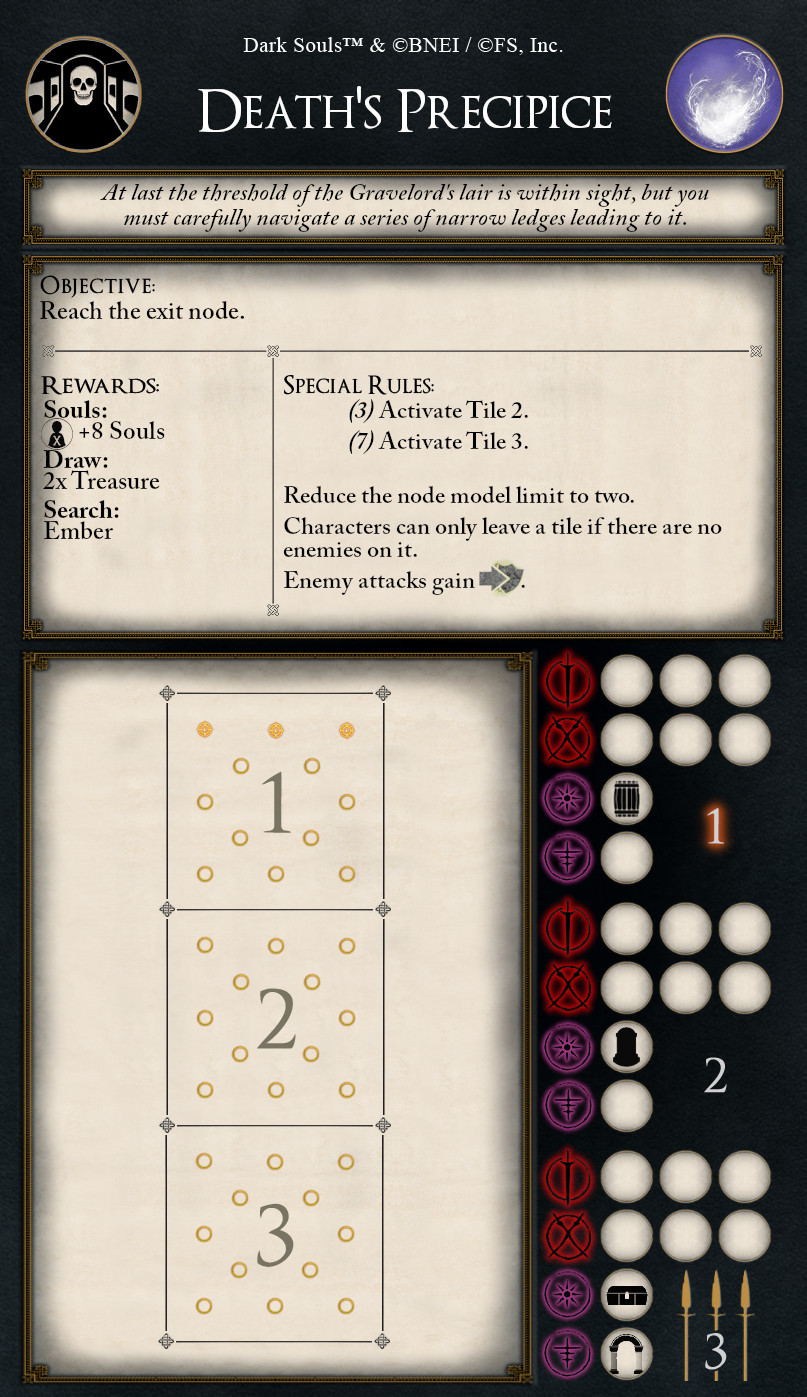 Dark Souls™ & ©BNEI / ©FS, Inc.
Death's Precipice
At last the threshold of the Gravelord's lair is within sight, but you
must carefully navigate a series of narrow ledges leading to it.
Objective:
Reach the exit node.
Rewards:
Souls:
X +8 Souls
Draw:
2x Treasure
Search:
Ember
Special Rules:
(3) Activate Tile 2.
(7) Activate Tile 3.
Reduce the node model limit to two.
Characters can only leave a tile if there are no
enemies on it.
Enemy attacks gain .
1
2
3
1
2
3